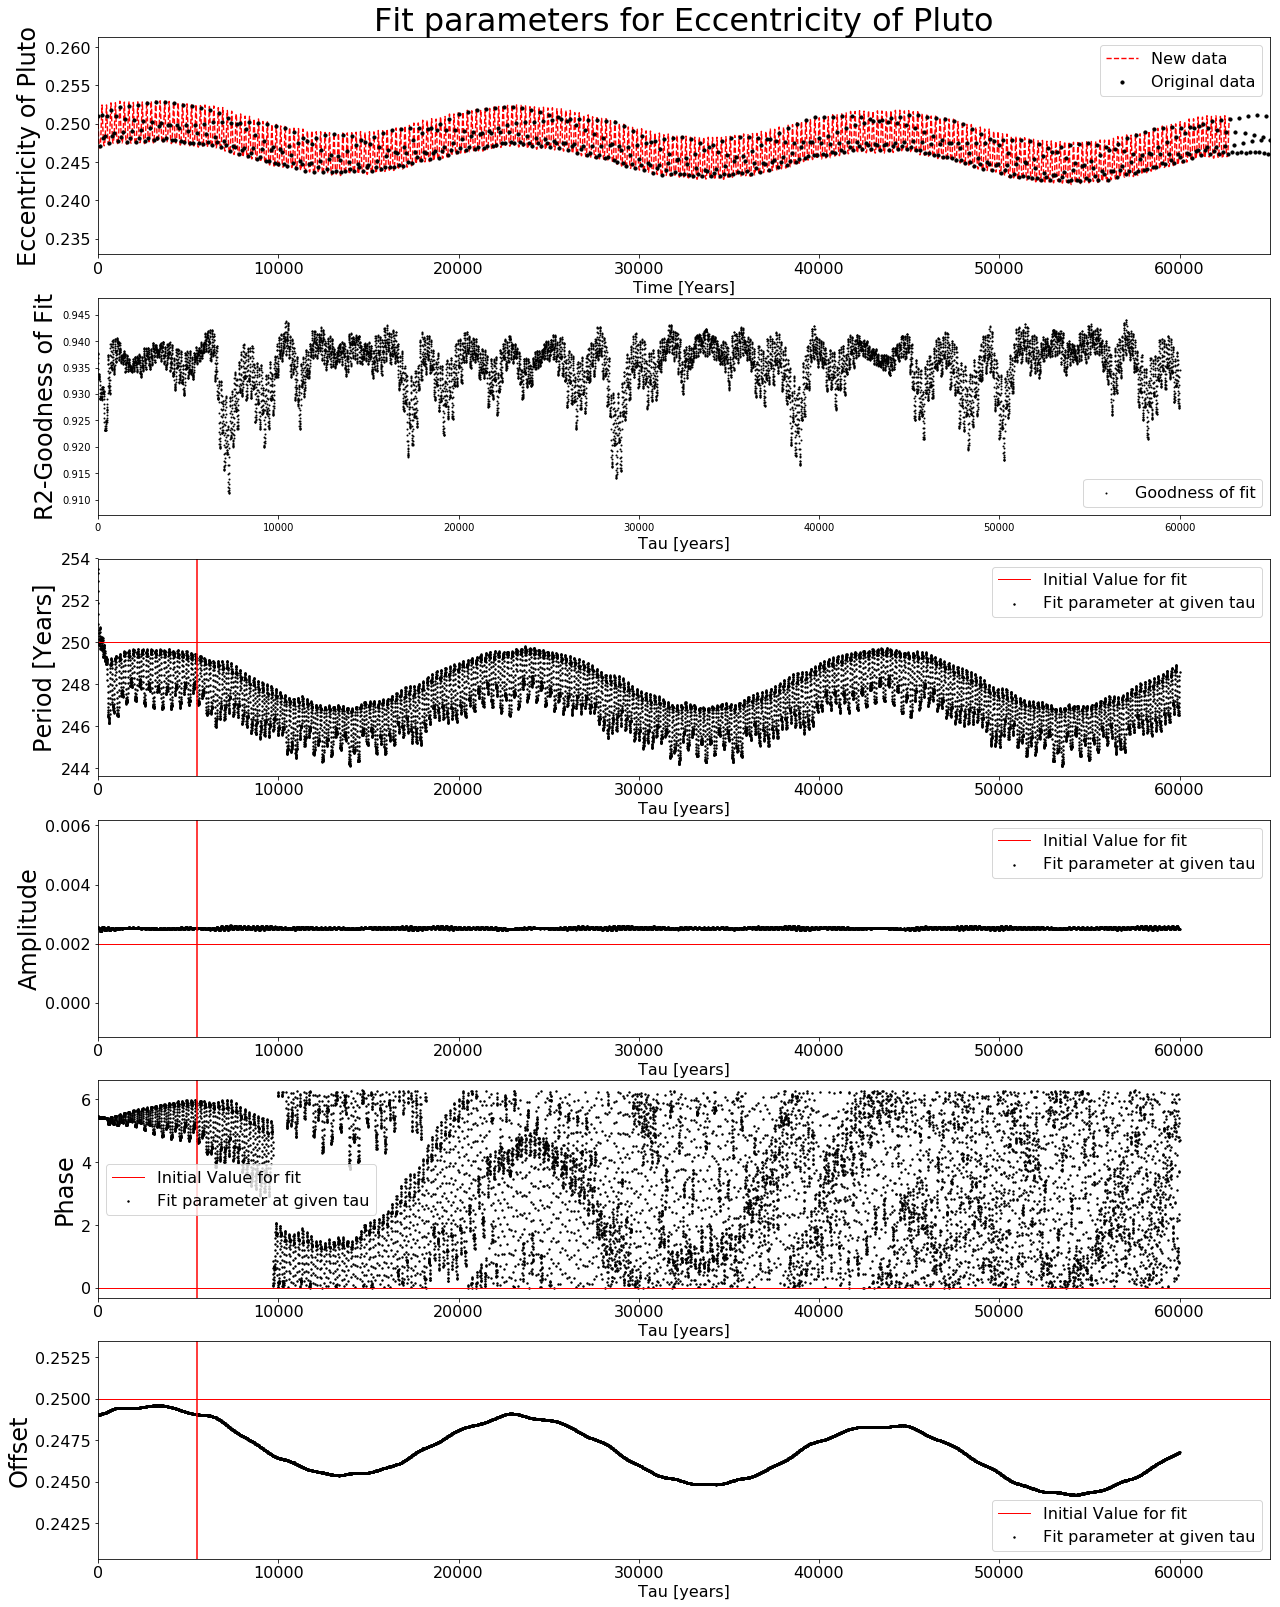 Fit parameters for Eccentricity of Pluto
Eccentricity of Pluto
0.260
0.255
0.250
0.245
0.240
0.235
New data
Original data
0 10000 20000 30000 40000 50000 60000
Time [Years]
R2-Goodness of Fit
0.945
0.940
0.935
0.930
0.925
0.920
0.915
0.910
Goodness of fit
0 10000 20000 30000 40000 50000 60000
Tau [years]
Period [Years]
254
252
250
248
246
244
Initial Value for fit
Fit parameter at given tau
0 10000 20000 30000 40000 50000 60000
Tau [years]
Amplitude
0.006
0.004
0.002
0.000
Initial Value for fit
Fit parameter at given tau
0 10000 20000 30000 40000 50000 60000
Tau [years]
Phase
6
4
2
0
Initial Value for fit
Fit parameter at given tau
0 10000 20000 30000 40000 50000 60000
Tau [years]
Offset
0.2525
0.2500
0.2475
0.2450
0.2425
Initial Value for fit
Fit parameter at given tau
0 10000 20000 30000 40000 50000 60000
Tau [years]